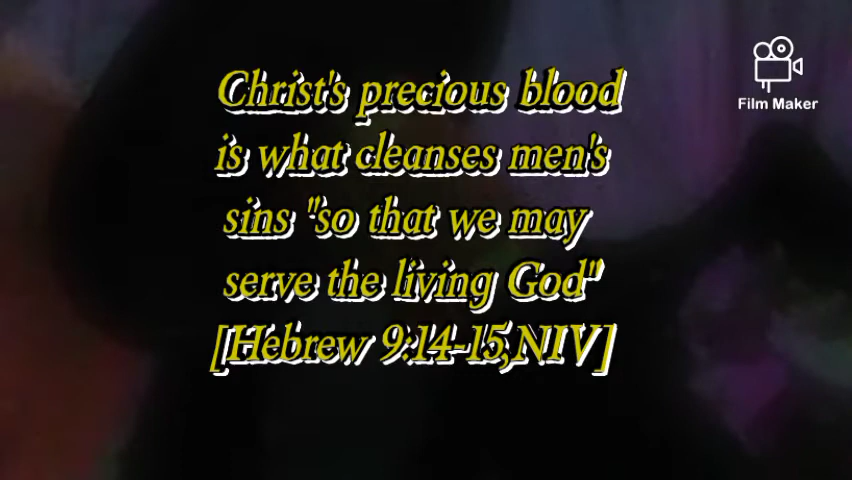 Christ's precious blood
is what cleanses men's
sins "so that we may
serve the living God"
[Hebrew 9:14-15,NIV]
Film Maker